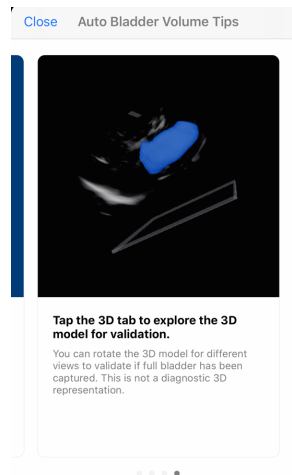 Close Auto Bladder Volume Tips
Tap the 3D tab to explore the 3D
model for validation.
You can rotate the 3D model for different
views to validate if full bladder has been
captured. This is not a diagnostic 3D
representation.